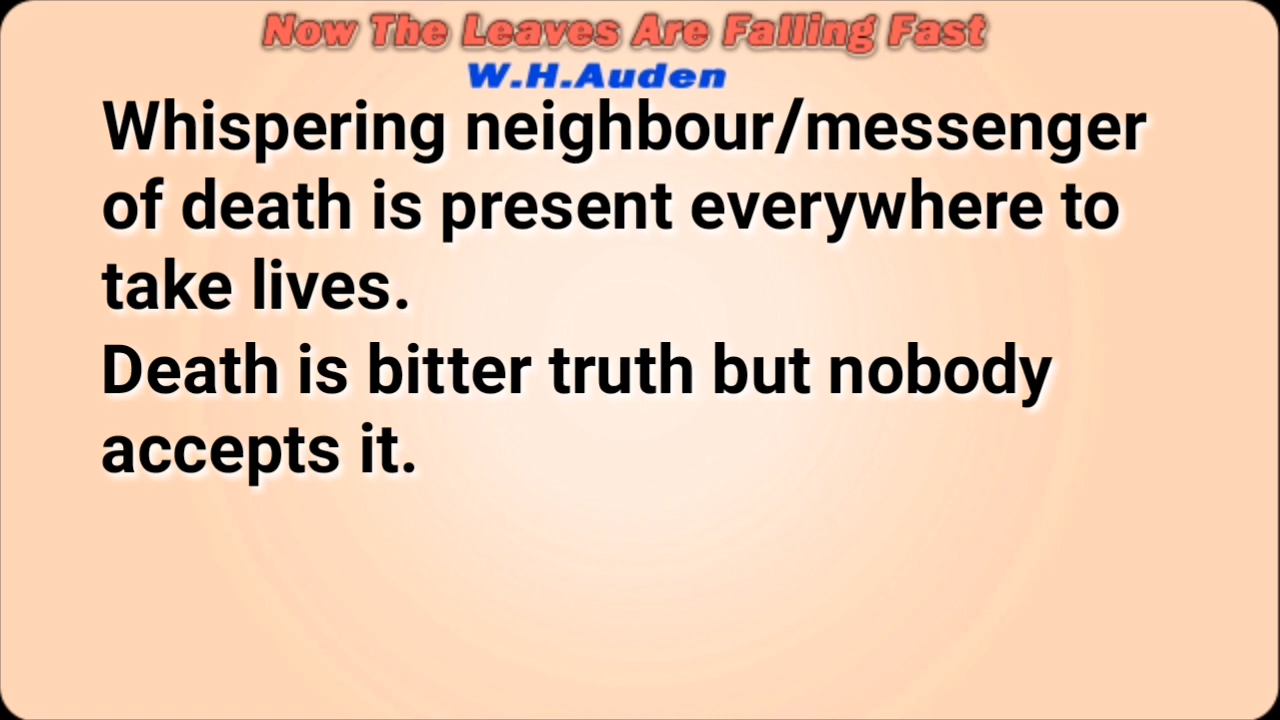 Now The Leaves Are Falling Fast
W.H.Auden
Whispering neighbour/messenger
of death is present everywhere to
take lives.
Death is bitter truth but nobody
accepts it.